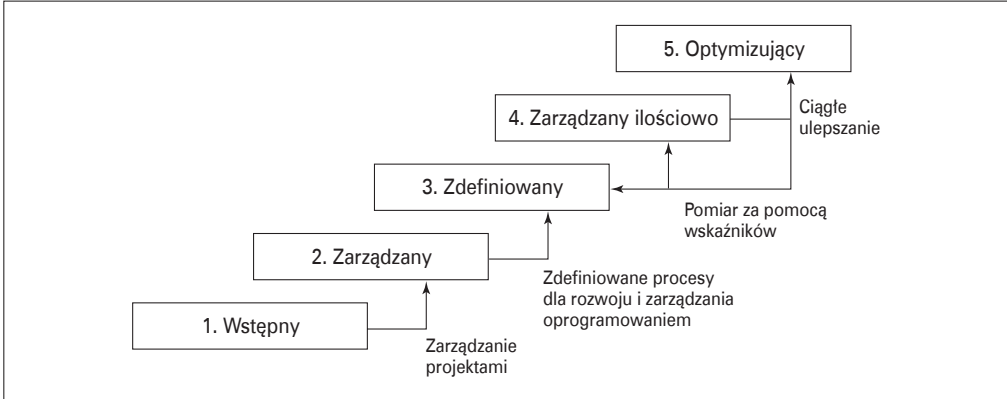 5. Optymizujący
Ciągłe
ulepszanie
4. Zarządzany ilościowo
3. Zdefiniowany
Pomiar za pomocą
wskaźników
2. Zarządzany
Zdefiniowane procesy
dla rozwoju i zarządzania
oprogramowaniem
1. Wstępny
Zarządzanie
projektami